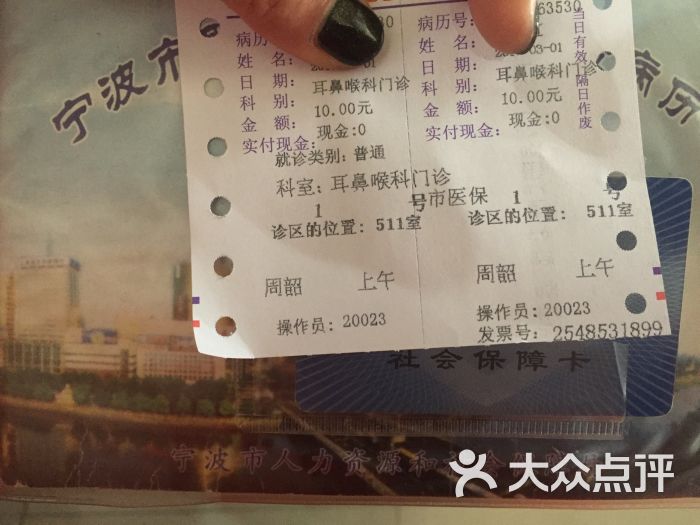 30 63530
病历 病历号
姓名: 姓名:
日期: -01 日期: -03-01
科别: 耳鼻喉科门诊 科别: 耳鼻喉科门诊
金额: 10.00元 金额: 10.00元
实付现金: 现金:0 实付现金: 现金:0
当日有效 隔日作废
就诊类别: 普通
科室: 耳鼻喉科门诊
1 号市医保 1 号
诊区的位置: 511室 诊区的位置: 511室
周韶 上午 周韶 上午
操作员: 20023 操作员: 20023
发票号: 2548531899
宁波市 病历
社会保障卡
宁波市人力资源和
大众点评